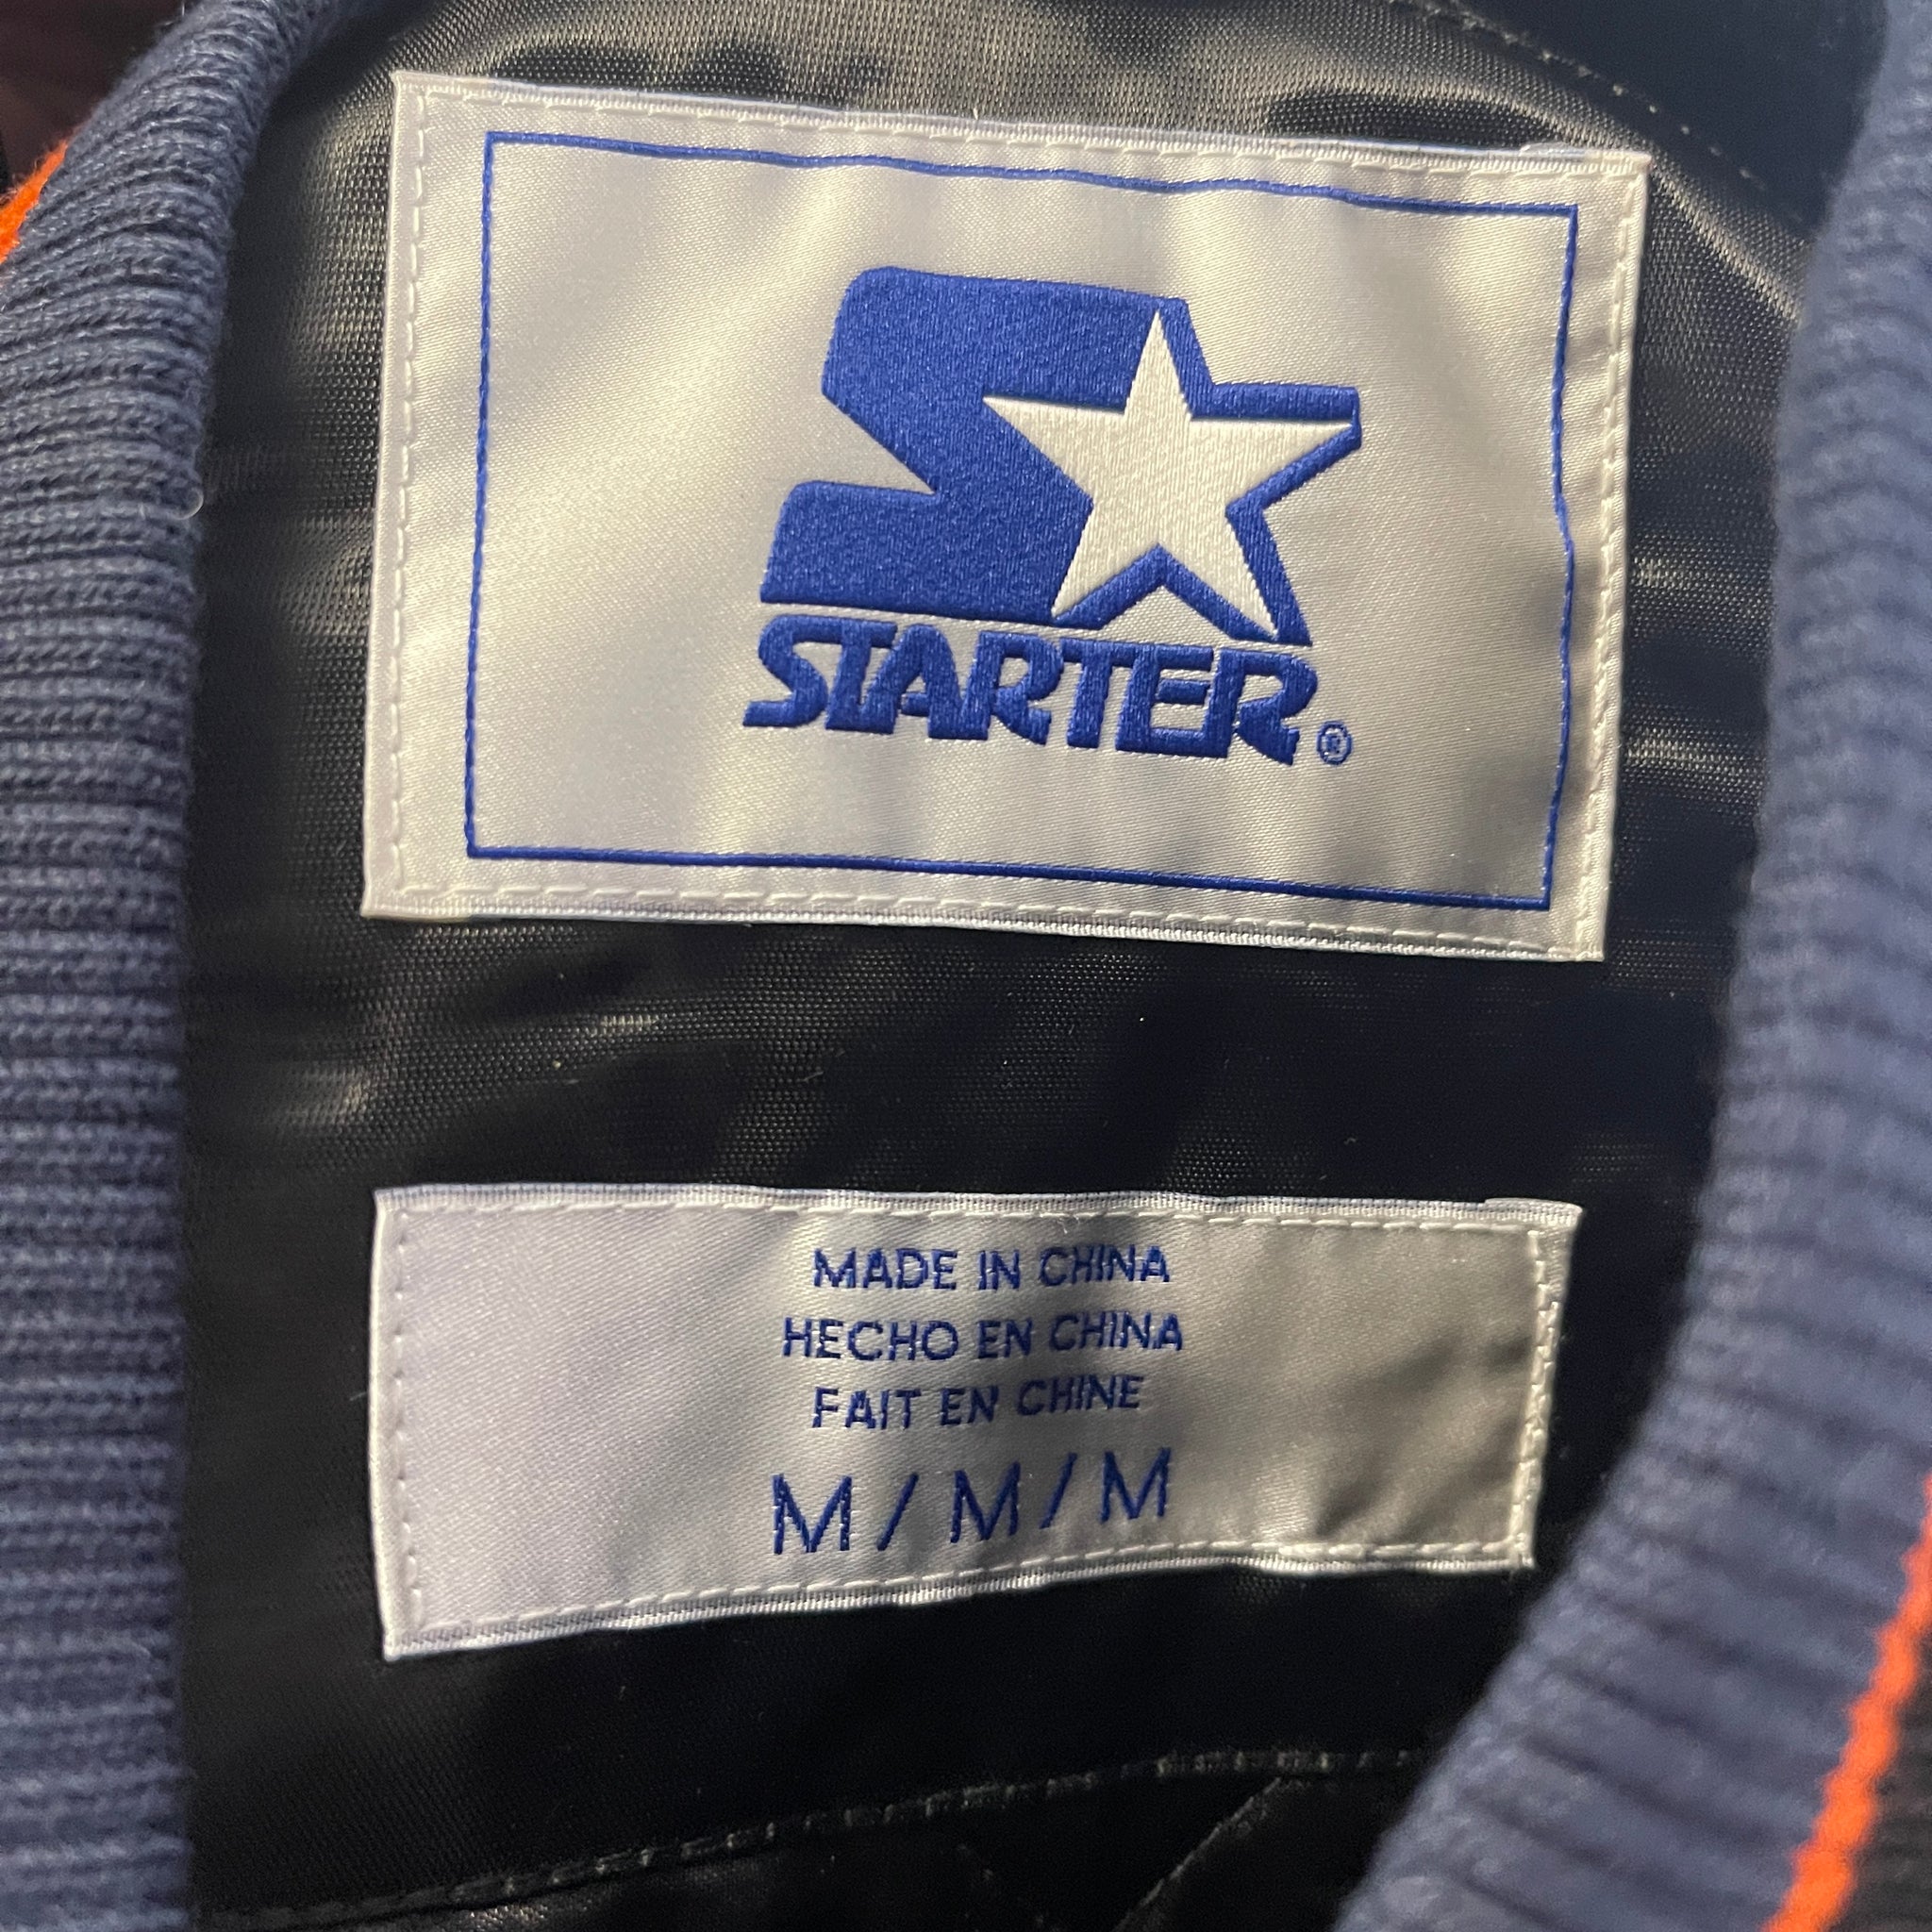 STARTER®
MADE IN CHINA
HECHO EN CHINA
FAIT EN CHINE
M / M / M